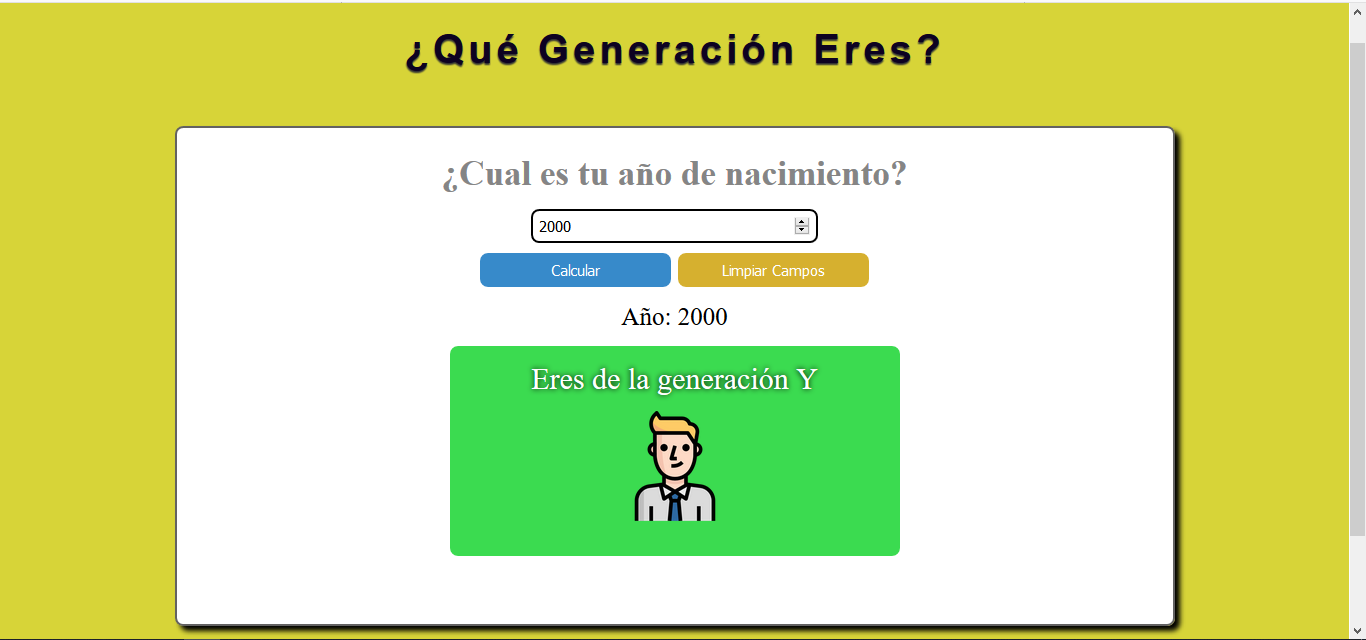 ¿Qué Generación Eres?
¿Cual es tu año de nacimiento?
2000
Calcular Limpiar Campos
Año: 2000
Eres de la generación Y